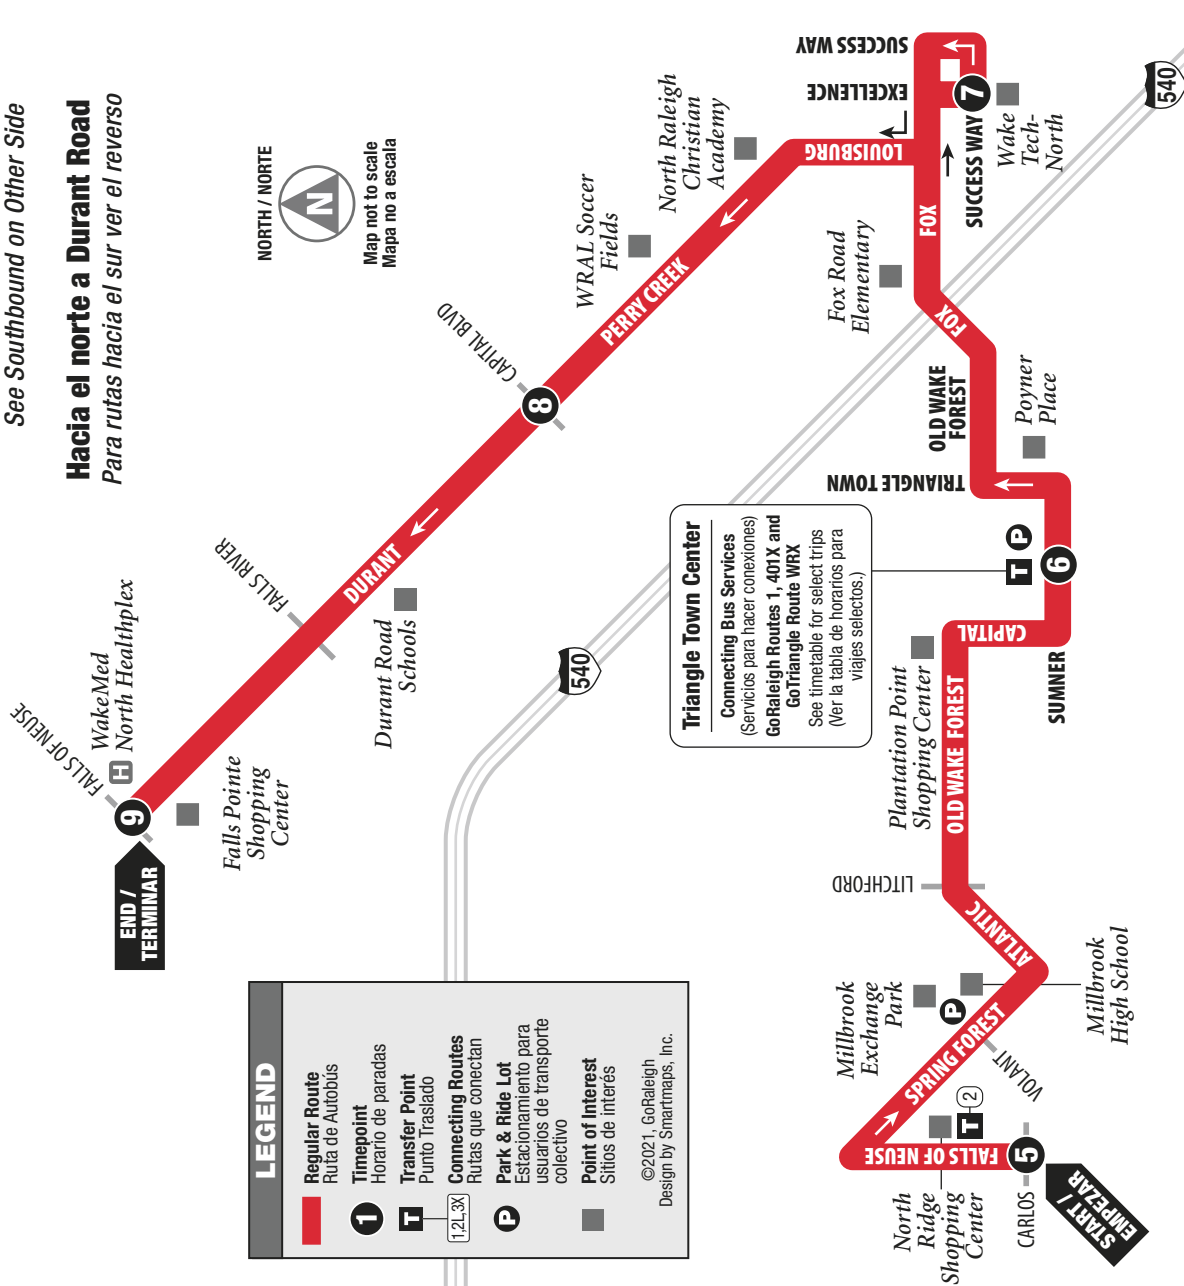 See Southbound on Other Side
Hacia el norte a Durant Road
Para rutas hacia el sur ver el reverso
NORTH / NORTE
N
Map not to scale
Mapa no a escala
FALLS OF NEUSE
H
WakeMed
North Healthplex
9
END /
TERMINAR
Falls Pointe
Shopping
Center
FALLS RIVER
DURANT
Durant Road
Schools
CAPITAL BLVD
8
PERRY CREEK
WRAL Soccer
Fields
North Raleigh
Christian
Academy
LOUISBURG
EXCELLENCE
SUCCESS WAY
7
SUCCESS WAY
Wake
Tech-
North
540
FOX
Fox Road
Elementary
FOX
OLD WAKE
FOREST
Poyner
Place
TRIANGLE TOWN
540
Triangle Town Center
Connecting Bus Services
(Servicios para hacer conexiones)
GoRaleigh Routes 1, 401X and
GoTriangle Route WRX
See timetable for select trips
(Ver la tabla de horarios para
viajes selectos.)
T
P
6
SUMNER
CAPITAL
Plantation Point
Shopping Center
OLD WAKE FOREST
LITCHFORD
ATLANTIC
Millbrook
Exchange
Park
P
Millbrook
High School
SPRING FOREST
VOLANT
T
2
FALLS OF NEUSE
5
CARLOS
North
Ridge
Shopping
Center
START /
EMPEZAR
LEGEND
Regular Route
Ruta de Autobús
1
Timepoint
Horario de paradas
T
Transfer Point
Punto Traslado
1,2L,3X
Connecting Routes
Rutas que conectan
P
Park & Ride Lot
Estacionamiento para
usuarios de transporte
colectivo
Point of Interest
Sitios de interés
©2021, GoRaleigh
Design by Smartmaps, Inc.